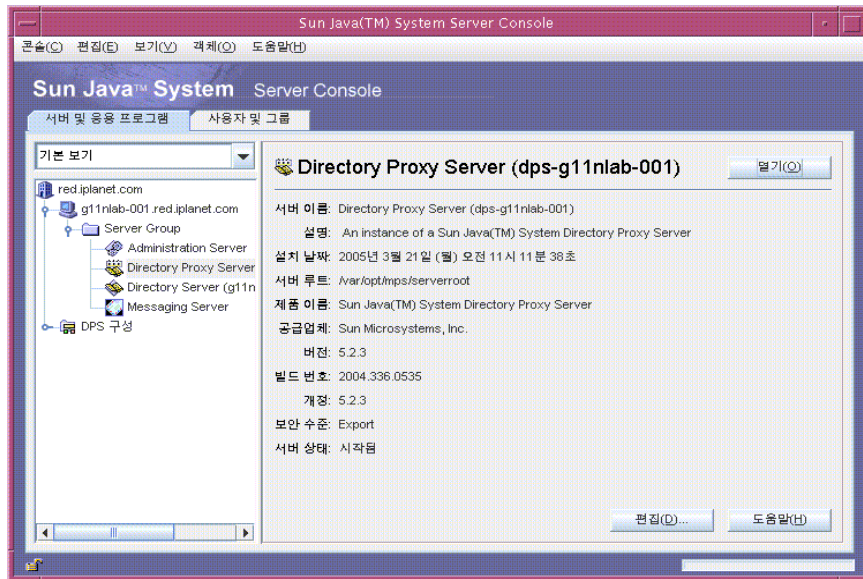 Sun Java(TM) System Server Console
콘솔(C) 편집(E) 보기(V) 객체(O) 도움말(H)
Sun Java™ System Server Console
서버 및 응용 프로그램 사용자 및 그룹
기본 보기
red.iplanet.com
g11nlab-001.red.iplanet.com
Server Group
Administration Server
Directory Proxy Server
Directory Server (g11n
Messaging Server
DPS 구성
Directory Proxy Server (dps-g11nlab-001)
열기(O)
서버 이름: Directory Proxy Server (dps-g11nlab-001)
설명: An instance of a Sun Java(TM) System Directory Proxy Server
설치 날짜: 2005년 3월 21일 (월) 오전 11시 11분 38초
서버 루트: /var/opt/mps/serverroot
제품 이름: Sun Java(TM) System Directory Proxy Server
공급업체: Sun Microsystems, Inc.
버전: 5.2.3
빌드 번호: 2004.336.0535
개정: 5.2.3
보안 수준: Export
서버 상태: 시작됨
편집(D)... 도움말(H)